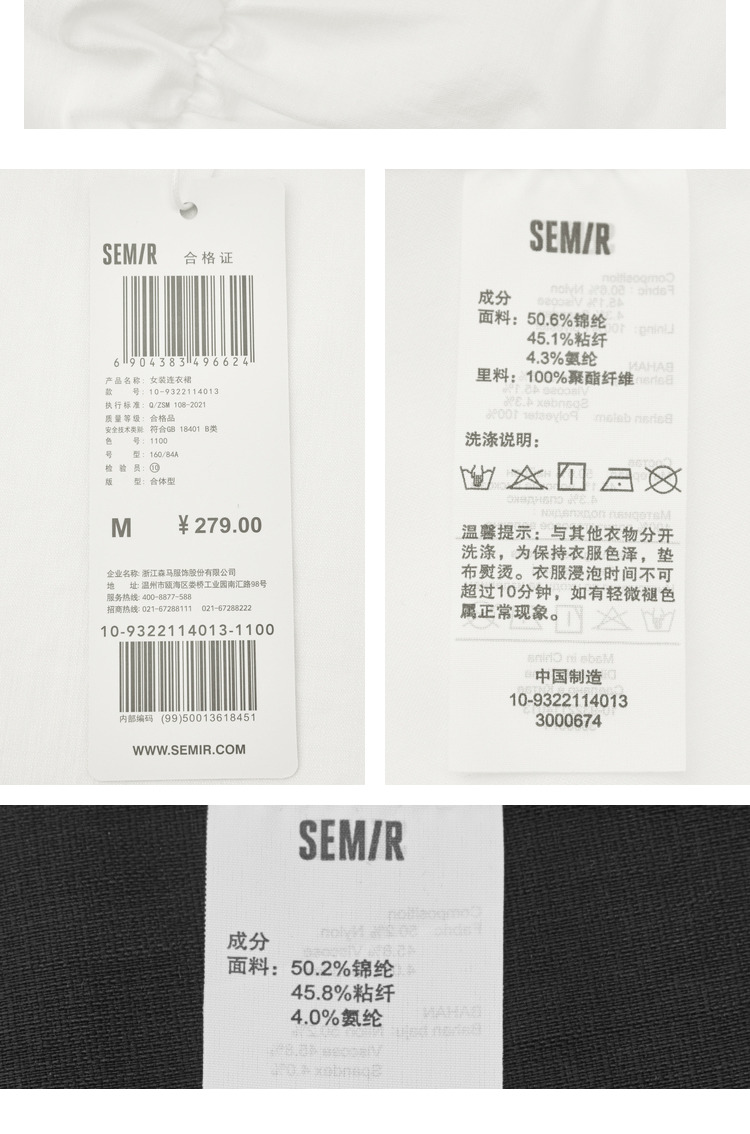 SEMIR 合格证
6 904383 496624
产品名称: 女装连衣裙
款 号: 10-9322114013
执行标准: Q/ZSM 108-2021
质量等级: 合格品
安全技术类别: 符合GB 18401 B类
色 号: 1100
号 型: 160/84A
检 验 员: ⑩
版 型: 合体型
M ¥279.00
企业名称: 浙江森马服饰股份有限公司
地 址: 温州市瓯海区娄桥工业园南汇路98号
服务热线: 400-8877-588
招商热线: 021-67288111 021-67288222
10-9322114013-1100
内部编码 (99)50013618451
WWW.SEMIR.COM
SEMIR
成分
面料: 50.6%锦纶
45.1%粘纤
4.3%氨纶
里料: 100%聚酯纤维
洗涤说明:
温馨提示: 与其他衣物分开
洗涤, 为保持衣服色泽, 垫
布熨烫。衣服浸泡时间不可
超过10分钟, 如有轻微褪色
属正常现象。
中国制造
10-9322114013
3000674
SEMIR
成分
面料: 50.2%锦纶
45.8%粘纤
4.0%氨纶